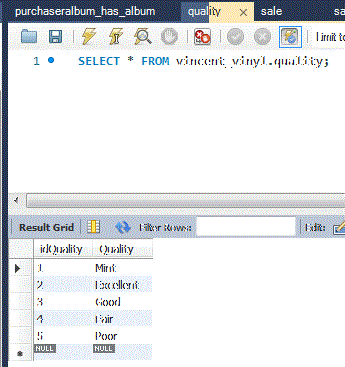 purchaseralbum_has_album quality sale sa
Limit to
1 SELECT * FROM vincent_vinyl.quality;
Result Grid Filter Rows: Edit:
idQuality Quality
1 Mint
2 Excellent
3 Good
4 Fair
5 Poor
NULL NULL